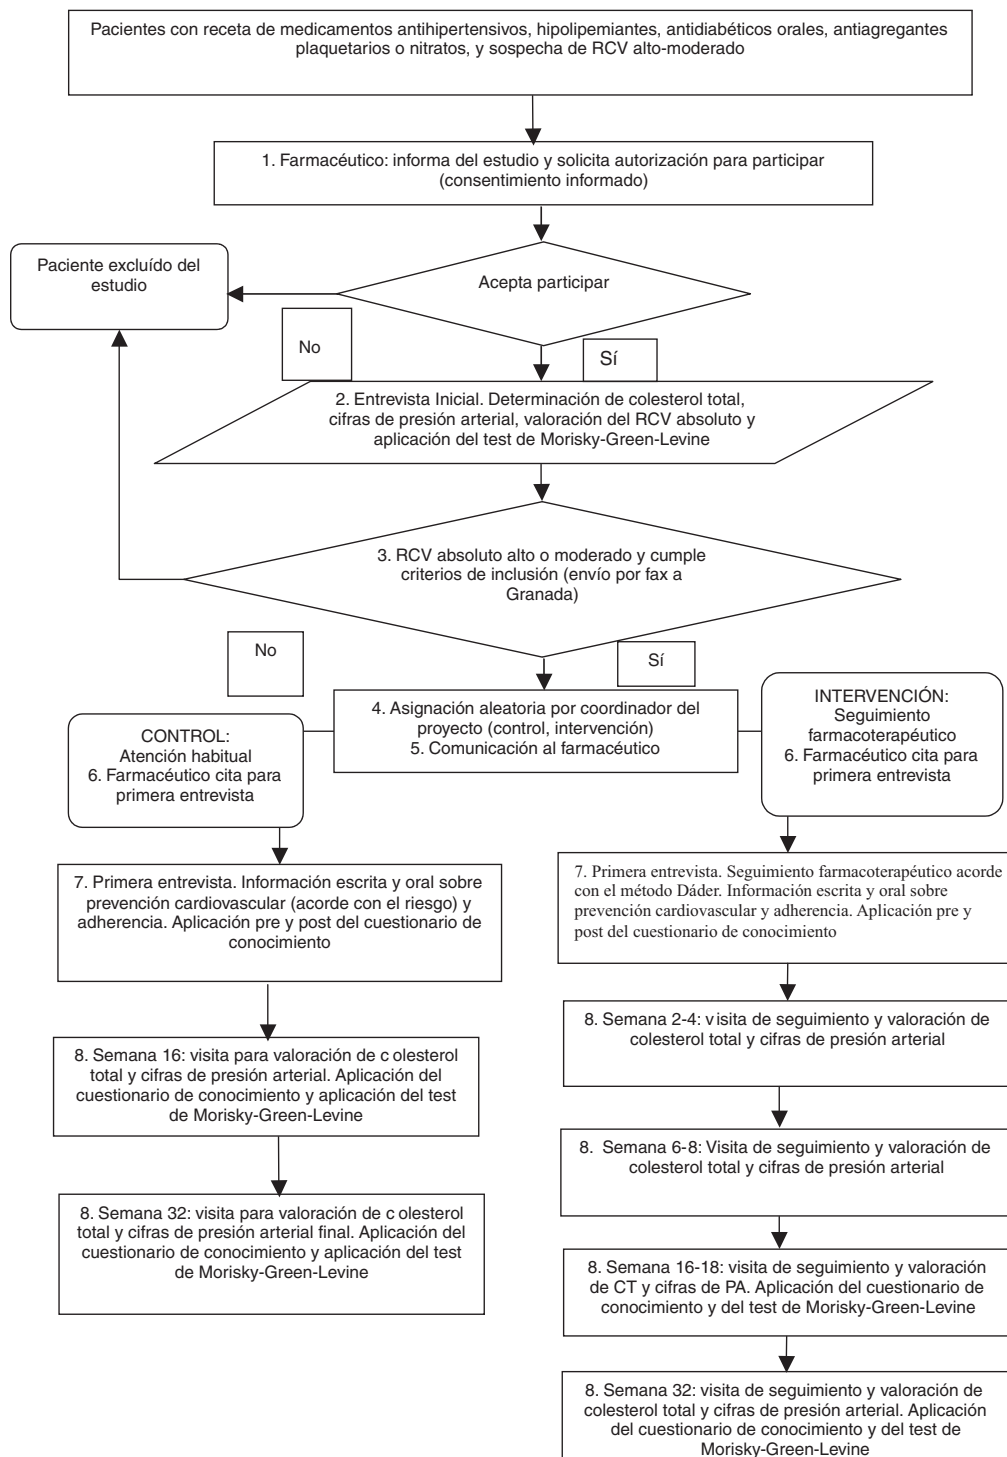 Pacientes con receta de medicamentos antihipertensivos, hipolipemiantes, antidiabéticos orales, antiagregantes
plaquetarios o nitratos, y sospecha de RCV alto-moderado
1. Farmacéutico: informa del estudio y solicita autorización para participar
(consentimiento informado)
Paciente excluído del
estudio
Acepta participar
No
Sí
2. Entrevista Inicial. Determinación de colesterol total,
cifras de presión arterial, valoración del RCV absoluto y
aplicación del test de Morisky-Green-Levine
3. RCV absoluto alto o moderado y cumple
criterios de inclusión (envío por fax a
Granada)
No
Sí
4. Asignación aleatoria por coordinador del
proyecto (control, intervención)
5. Comunicación al farmacéutico
CONTROL:
Atención habitual
6. Farmacéutico cita para
primera entrevista
INTERVENCIÓN:
Seguimiento
farmacoterapéutico
6. Farmacéutico cita para
primera entrevista
7. Primera entrevista. Información escrita y oral sobre
prevención cardiovascular (acorde con el riesgo) y
adherencia. Aplicación pre y post del cuestionario de
conocimiento
8. Semana 16: visita para valoración de c olesterol
total y cifras de presión arterial. Aplicación del
cuestionario de conocimiento y aplicación del test
de Morisky-Green-Levine
8. Semana 32: visita para valoración de c olesterol
total y cifras de presión arterial final. Aplicación del
cuestionario de conocimiento y aplicación del test
de Morisky-Green-Levine
7. Primera entrevista. Seguimiento farmacoterapéutico acorde
con el método Dáder. Información escrita y oral sobre
prevención cardiovascular y adherencia. Aplicación pre y
post del cuestionario de conocimiento
8. Semana 2-4: visita de seguimiento y valoración de
colesterol total y cifras de presión arterial
8. Semana 6-8: Visita de seguimiento y valoración de
colesterol total y cifras de presión arterial
8. Semana 16-18: visita de seguimiento y valoración
de CT y cifras de PA. Aplicación del cuestionario de
conocimiento y del test de Morisky-Green-Levine
8. Semana 32: visita de seguimiento y valoración de
colesterol total y cifras de presión arterial. Aplicación
del cuestionario de conocimiento y del test de
Morisky-Green-Levine